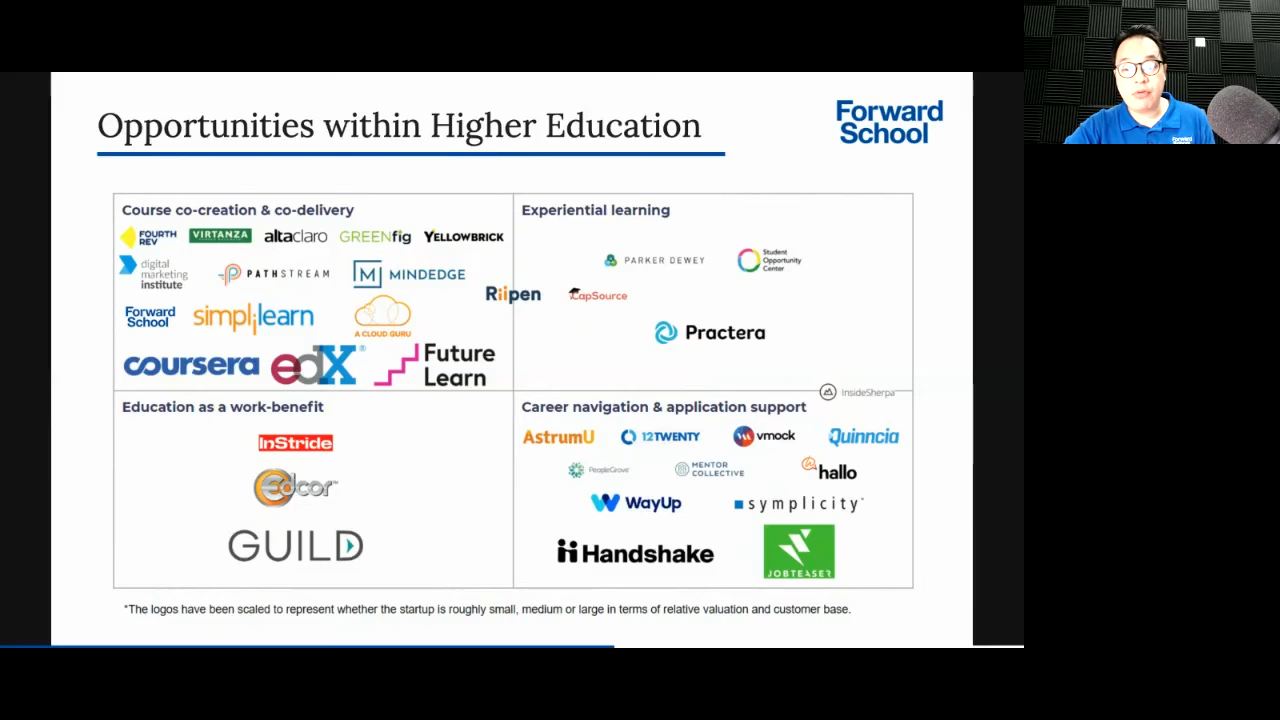 Opportunities within Higher Education
Forward
School
Course co-creation & co-delivery
FOURTH
REV
VIRTANZA
altaclaro
GREENfig
YELLOWBRICK
digital
marketing
institute
PATHSTREAM
M
MINDEDGE
Forward
School
simplilearn
A CLOUD GURU
coursera
edX®
Future
Learn
Riipen
Experiential learning
PARKER DEWEY
Student
Opportunity
Center
CapSource
Practera
InsideSherpa
Education as a work-benefit
InStride
Edcor™
GUILD
Career navigation & application support
AstrumU
12TWENTY
vmock
Quinncia
PeopleGrove
MENTOR
COLLECTIVE
hallo
WayUp
symplicity
Handshake
JOBTEASER
*The logos have been scaled to represent whether the startup is roughly small, medium or large in terms of relative valuation and customer base.
Forward
School